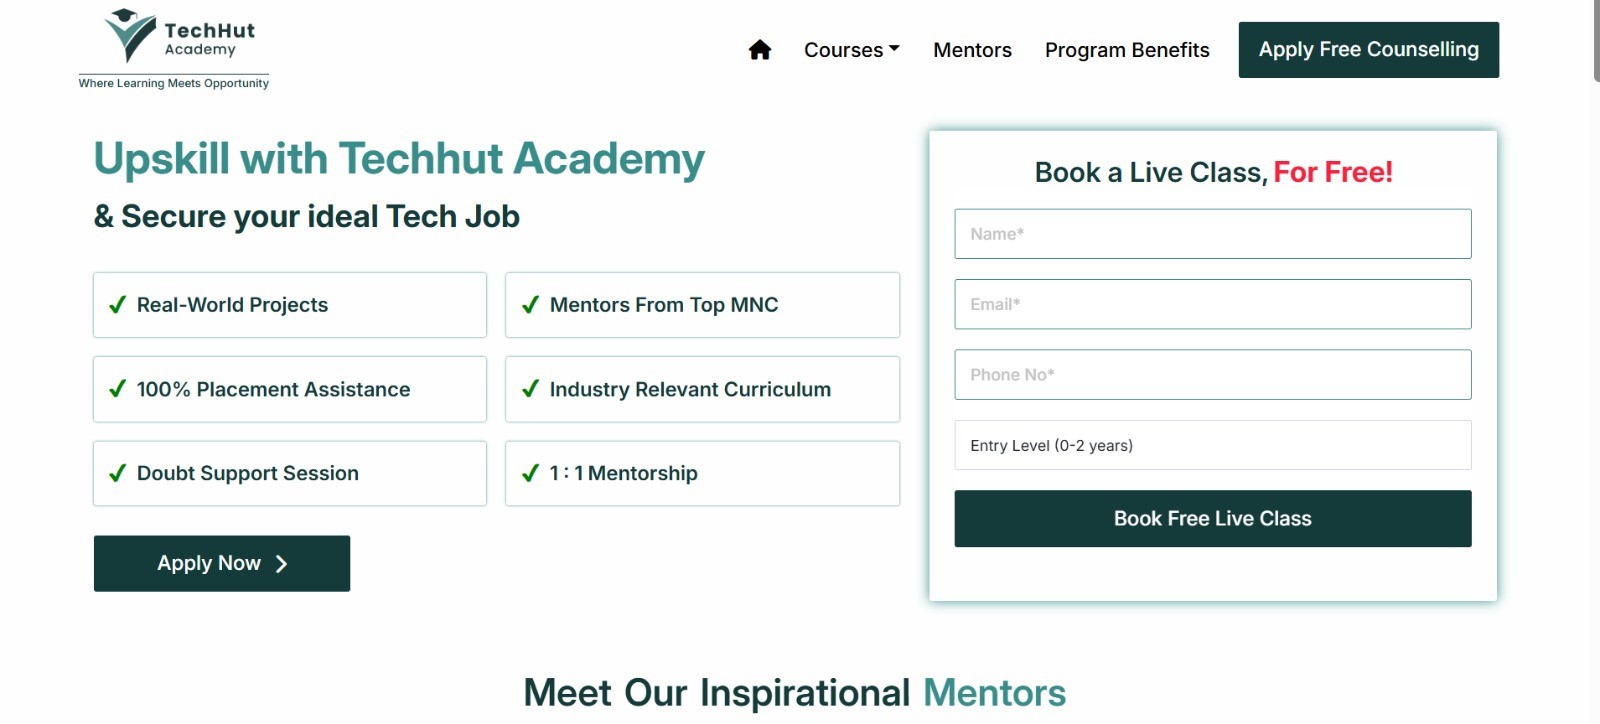 TechHut
Academy
Where Learning Meets Opportunity
Courses
Mentors
Program Benefits
Apply Free Counselling
Upskill with Techhut Academy
& Secure your ideal Tech Job
Real-World Projects
Mentors From Top MNC
100% Placement Assistance
Industry Relevant Curriculum
Doubt Support Session
1 : 1 Mentorship
Apply Now
Book a Live Class, For Free!
Name*
Email*
Phone No*
Entry Level (0-2 years)
Book Free Live Class
Meet Our Inspirational Mentors